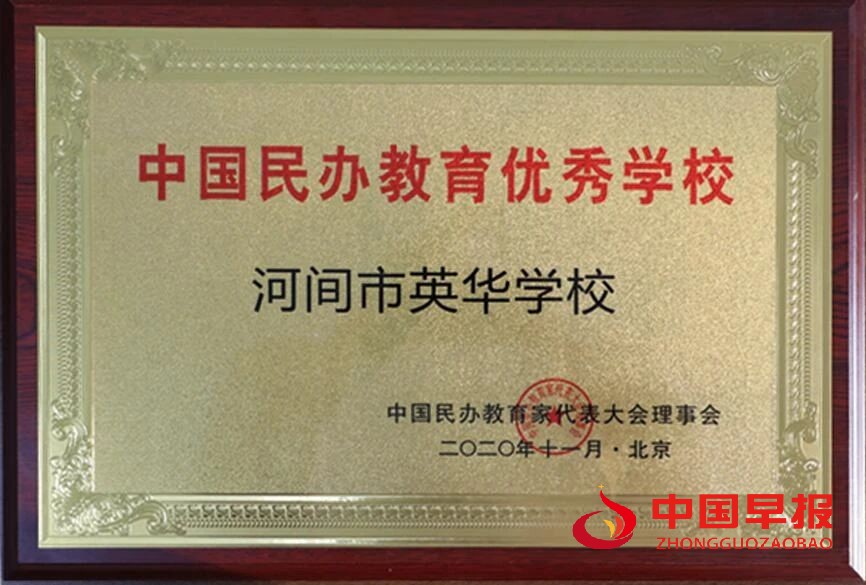 中国民办教育优秀学校
河间市英华学校
中国民办教育家代表大会理事会
二〇二〇年十一月·北京
中国早报
ZHONGGUOZAOBAO